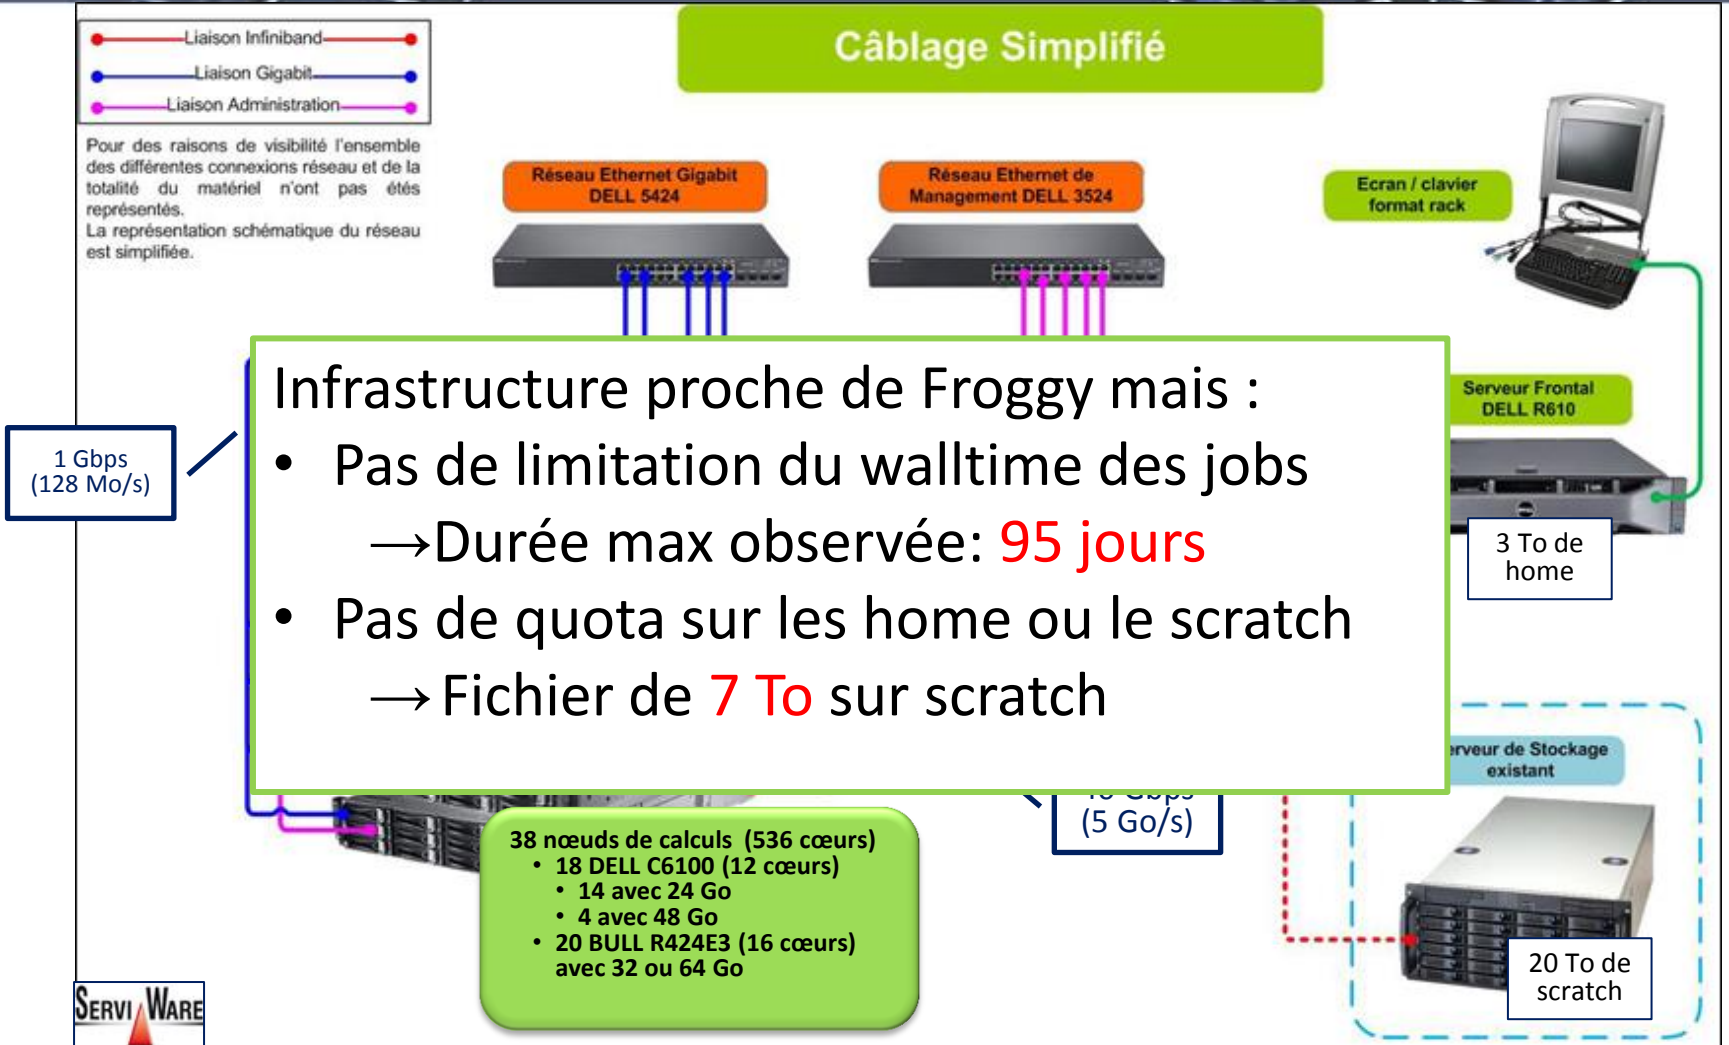 Liaison Infiniband
Liaison Gigabit
Liaison Administration
Pour des raisons de visibilité l'ensemble
des différentes connexions réseau et de la
totalité du matériel n'ont pas étés
représentés.
La représentation schématique du réseau
est simplifiée.
Câblage Simplifié
Réseau Ethernet Gigabit
DELL 5424
Réseau Ethernet de
Management DELL 3524
Ecran / clavier
format rack
Serveur Frontal
DELL R610
1 Gbps
(128 Mo/s)
Infrastructure proche de Froggy mais :
• Pas de limitation du walltime des jobs
→Durée max observée: 95 jours
• Pas de quota sur les home ou le scratch
→Fichier de 7 To sur scratch
3 To de
home
erveur de Stockage
existant
Gbps
(5 Go/s)
38 nœuds de calculs (536 cœurs)
• 18 DELL C6100 (12 cœurs)
• 14 avec 24 Go
• 4 avec 48 Go
• 20 BULL R424E3 (16 cœurs)
avec 32 ou 64 Go
20 To de
scratch
SERVIWARE